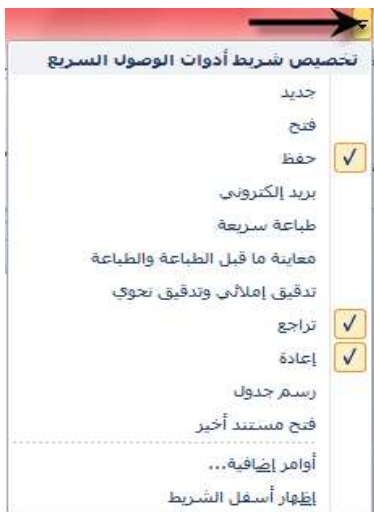 تخصيص شريط أدوات الوصول السريع
جديد
فتح
حفظ
بريد إلكتروني
طباعة سريعة
معاينة ما قبل الطباعة والطباعة
تدقيق إملائي وتدقيق نحوي
تراجع
إعادة
رسم جدول
فتح مستند أخير
أوامر إضافية...
إظهار أسفل الشريط